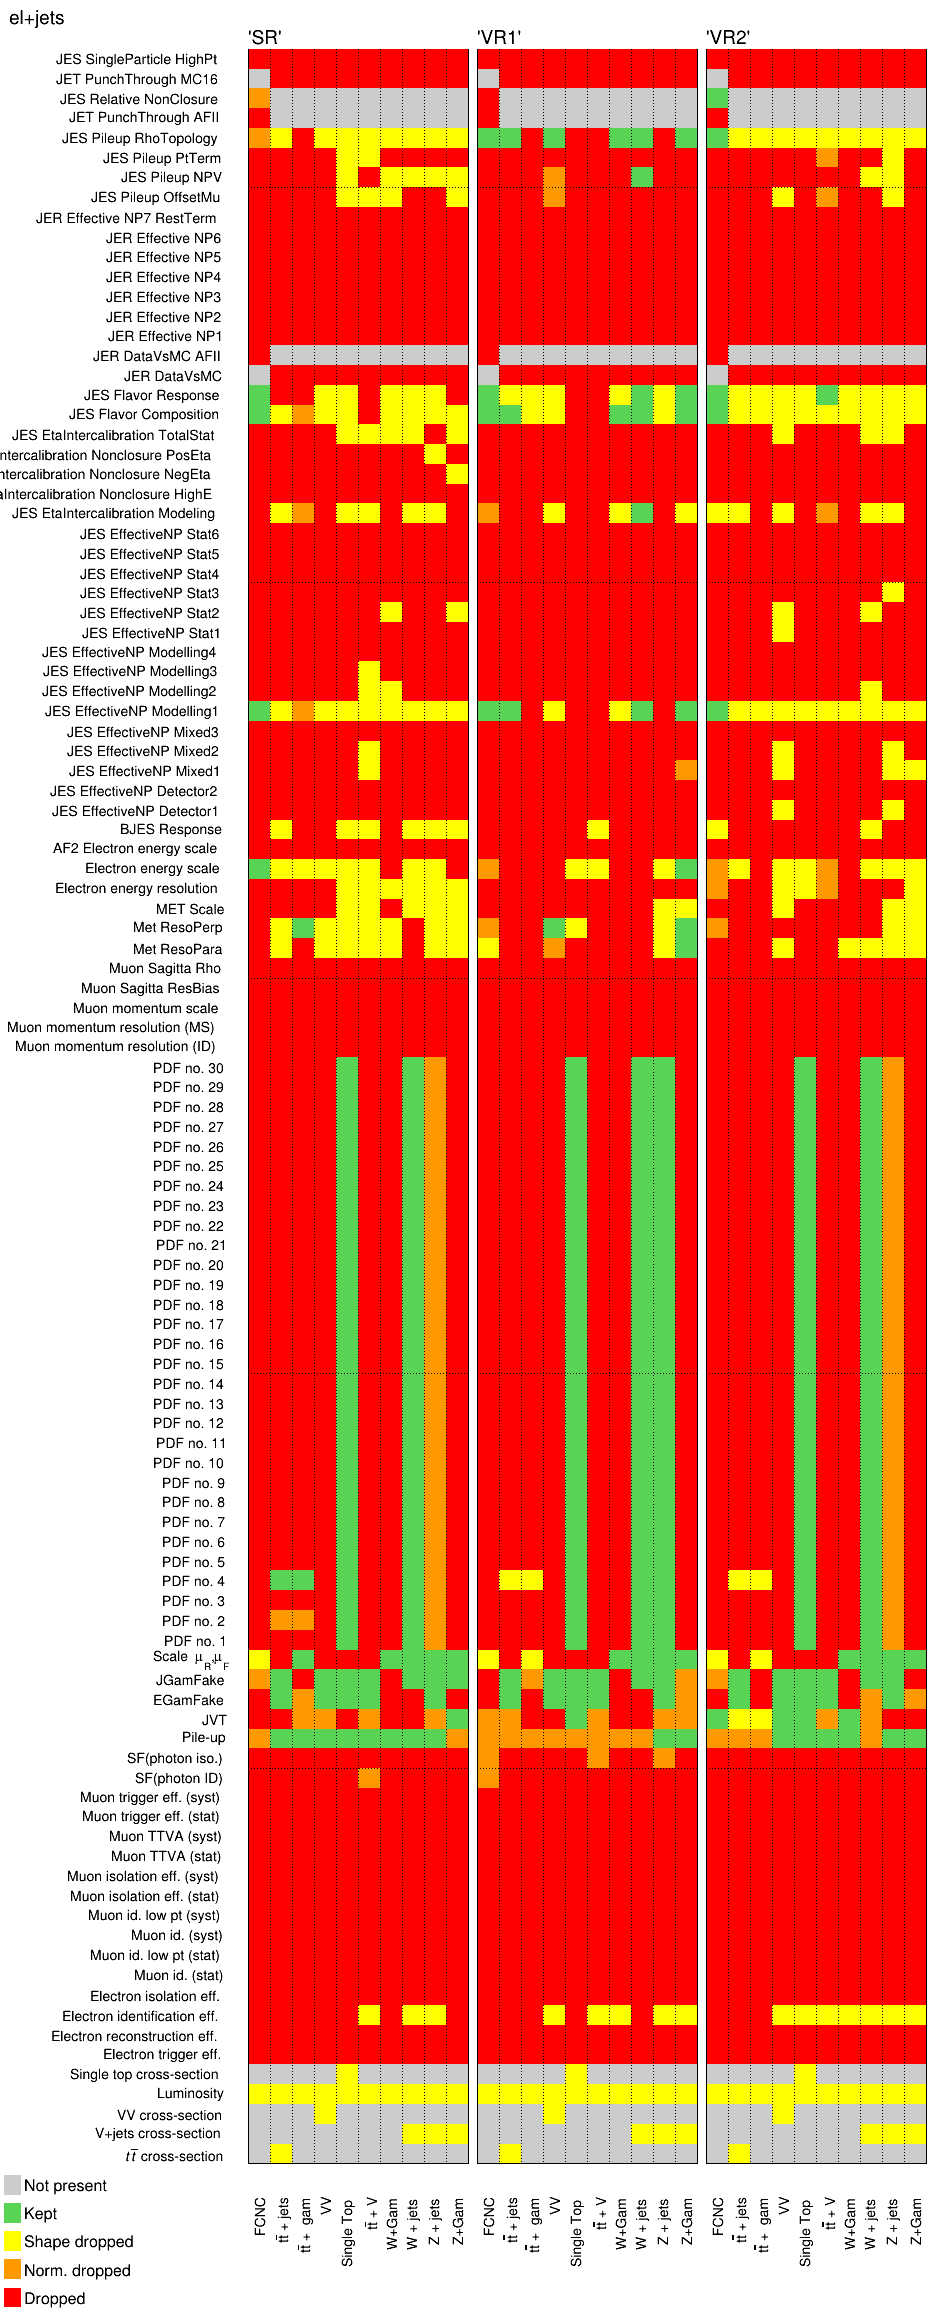 el+jets
'SR' 'VR1' 'VR2'
JES SingleParticle HighPt
JET PunchThrough MC16
JES Relative NonClosure
JET PunchThrough AFII
JES Pileup RhoTopology
JES Pileup PtTerm
JES Pileup NPV
JES Pileup OffsetMu
JER Effective NP7 RestTerm
JER Effective NP6
JER Effective NP5
JER Effective NP4
JER Effective NP3
JER Effective NP2
JER Effective NP1
JER DataVsMC AFII
JER DataVsMC
JES Flavor Response
JES Flavor Composition
JES EtaIntercalibration TotalStat
ntercalibration Nonclosure PosEta
ntercalibration Nonclosure NegEta
aIntercalibration Nonclosure HighE
JES EtaIntercalibration Modeling
JES EffectiveNP Stat6
JES EffectiveNP Stat5
JES EffectiveNP Stat4
JES EffectiveNP Stat3
JES EffectiveNP Stat2
JES EffectiveNP Stat1
JES EffectiveNP Modelling4
JES EffectiveNP Modelling3
JES EffectiveNP Modelling2
JES EffectiveNP Modelling1
JES EffectiveNP Mixed3
JES EffectiveNP Mixed2
JES EffectiveNP Mixed1
JES EffectiveNP Detector2
JES EffectiveNP Detector1
BJES Response
AF2 Electron energy scale
Electron energy scale
Electron energy resolution
MET Scale
Met ResoPerp
Met ResoPara
Muon Sagitta Rho
Muon Sagitta ResBias
Muon momentum scale
Muon momentum resolution (MS)
Muon momentum resolution (ID)
PDF no. 30
PDF no. 29
PDF no. 28
PDF no. 27
PDF no. 26
PDF no. 25
PDF no. 24
PDF no. 23
PDF no. 22
PDF no. 21
PDF no. 20
PDF no. 19
PDF no. 18
PDF no. 17
PDF no. 16
PDF no. 15
PDF no. 14
PDF no. 13
PDF no. 12
PDF no. 11
PDF no. 10
PDF no. 9
PDF no. 8
PDF no. 7
PDF no. 6
PDF no. 5
PDF no. 4
PDF no. 3
PDF no. 2
PDF no. 1
Scale μ_R,μ_F
JGamFake
EGamFake
JVT
Pile-up
SF(photon iso.)
SF(photon ID)
Muon trigger eff. (syst)
Muon trigger eff. (stat)
Muon TTVA (syst)
Muon TTVA (stat)
Muon isolation eff. (syst)
Muon isolation eff. (stat)
Muon id. low pt (syst)
Muon id. (syst)
Muon id. low pt (stat)
Muon id. (stat)
Electron isolation eff.
Electron identification eff.
Electron reconstruction eff.
Electron trigger eff.
Single top cross-section
Luminosity
VV cross-section
V+jets cross-section
tt̄ cross-section
FCNC
tt̄ + jets
tt̄ + gam
VV
Single Top
tt̄ + V
W+Gam
W + jets
Z + jets
Z+Gam
FCNC
tt̄ + jets
tt̄ + gam
VV
Single Top
tt̄ + V
W+Gam
W + jets
Z + jets
Z+Gam
FCNC
tt̄ + jets
tt̄ + gam
VV
Single Top
tt̄ + V
W+Gam
W + jets
Z + jets
Z+Gam
Not present
Kept
Shape dropped
Norm. dropped
Dropped